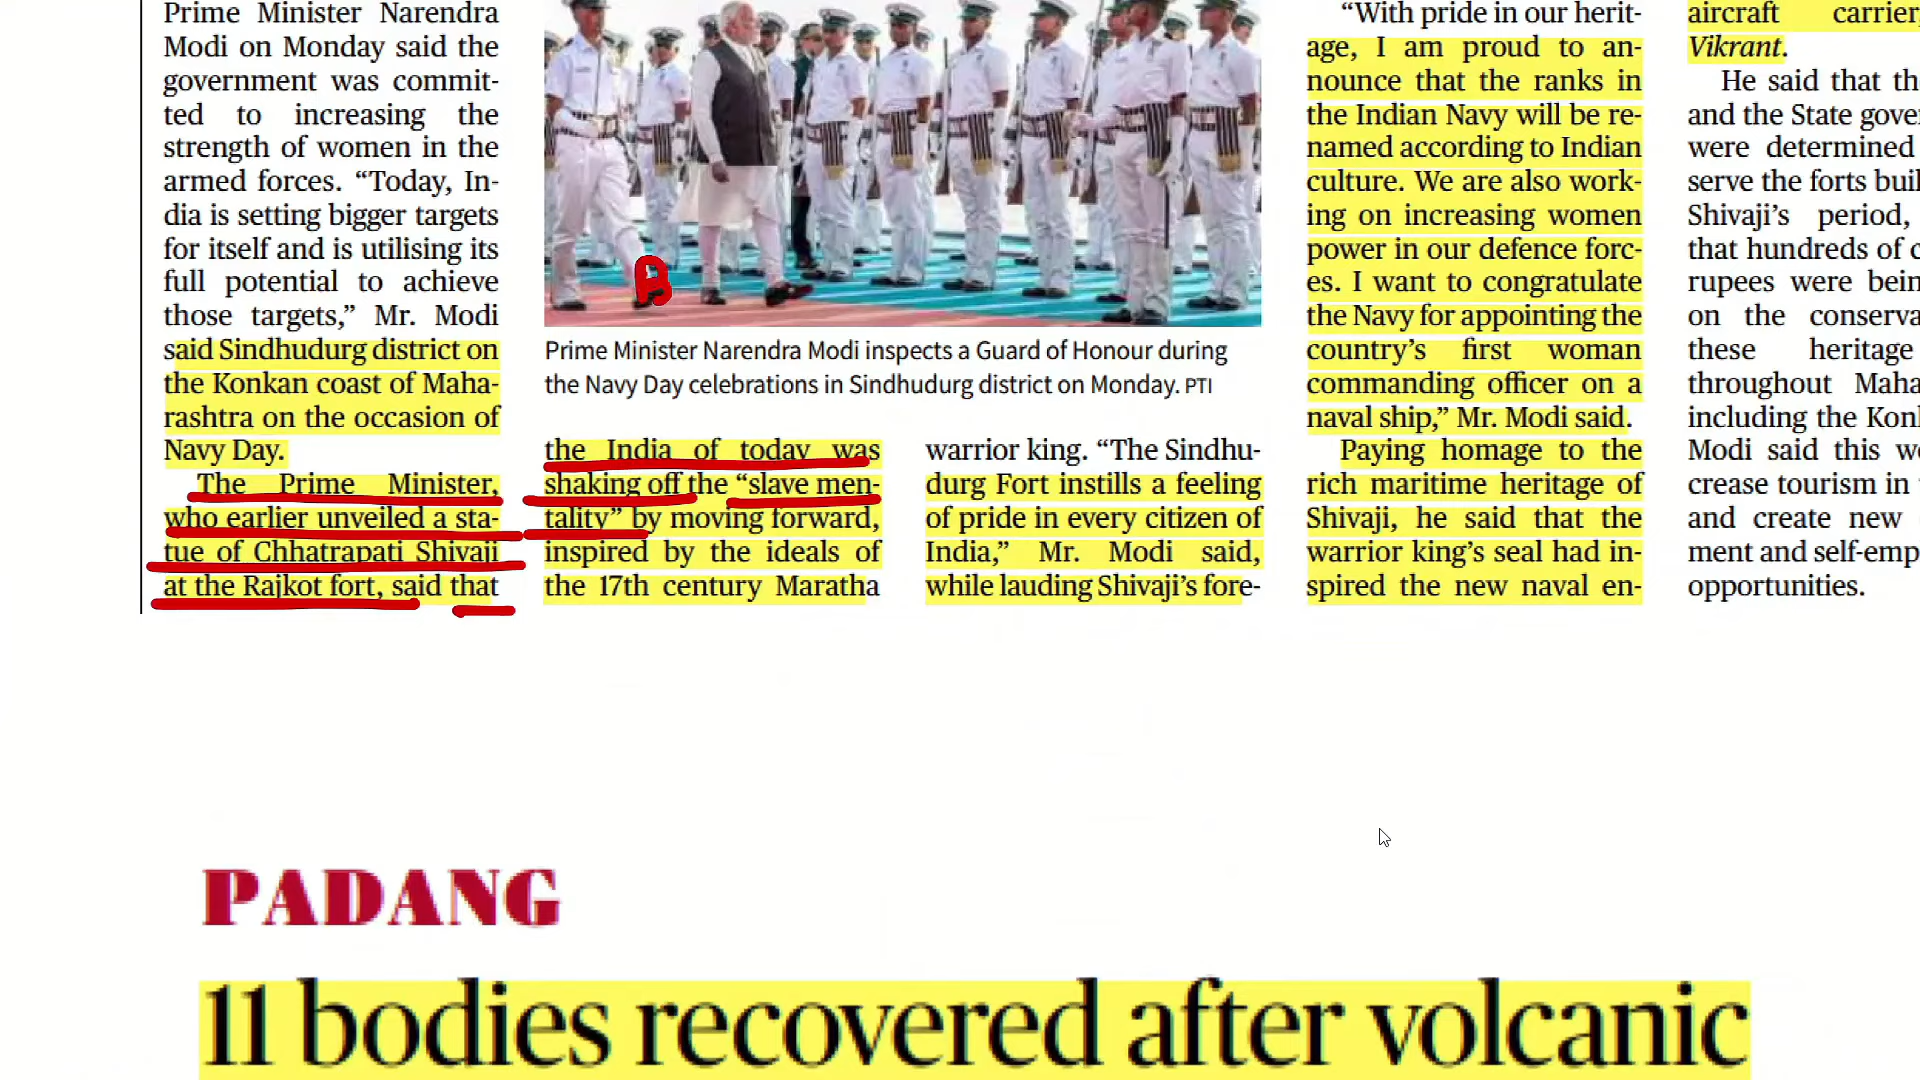 Prime Minister Narendra
Modi on Monday said the
government was commit-
ted to increasing the
strength of women in the
armed forces. “Today, In-
dia is setting bigger targets
for itself and is utilising its
full potential to achieve
those targets,” Mr. Modi
said Sindhudurg district on
the Konkan coast of Maha-
rashtra on the occasion of
Navy Day.
The Prime Minister,
who earlier unveiled a sta-
tue of Chhatrapati Shivaji
at the Rajkot fort, said that
Prime Minister Narendra Modi inspects a Guard of Honour during
the Navy Day celebrations in Sindhudurg district on Monday. PTI
the India of today was
shaking off the “slave men-
tality” by moving forward,
inspired by the ideals of
the 17th century Maratha
warrior king. “The Sindhu-
durg Fort instills a feeling
of pride in every citizen of
India,” Mr. Modi said,
while lauding Shivaji’s fore-
“With pride in our herit-
age, I am proud to an-
nounce that the ranks in
the Indian Navy will be re-
named according to Indian
culture. We are also work-
ing on increasing women
power in our defence forc-
es. I want to congratulate
the Navy for appointing the
country’s first woman
commanding officer on a
naval ship,” Mr. Modi said.
Paying homage to the
rich maritime heritage of
Shivaji, he said that the
warrior king’s seal had in-
spired the new naval en-
aircraft carrier,
Vikrant.
He said that
and the State
were determined
serve the forts
Shivaji’s period,
that hundreds of
rupees were
on the
these heritage
throughout
including the
Modi said this
crease tourism in
and create new
ment and
opportunities.
PADANG
11 bodies recovered after volcanic